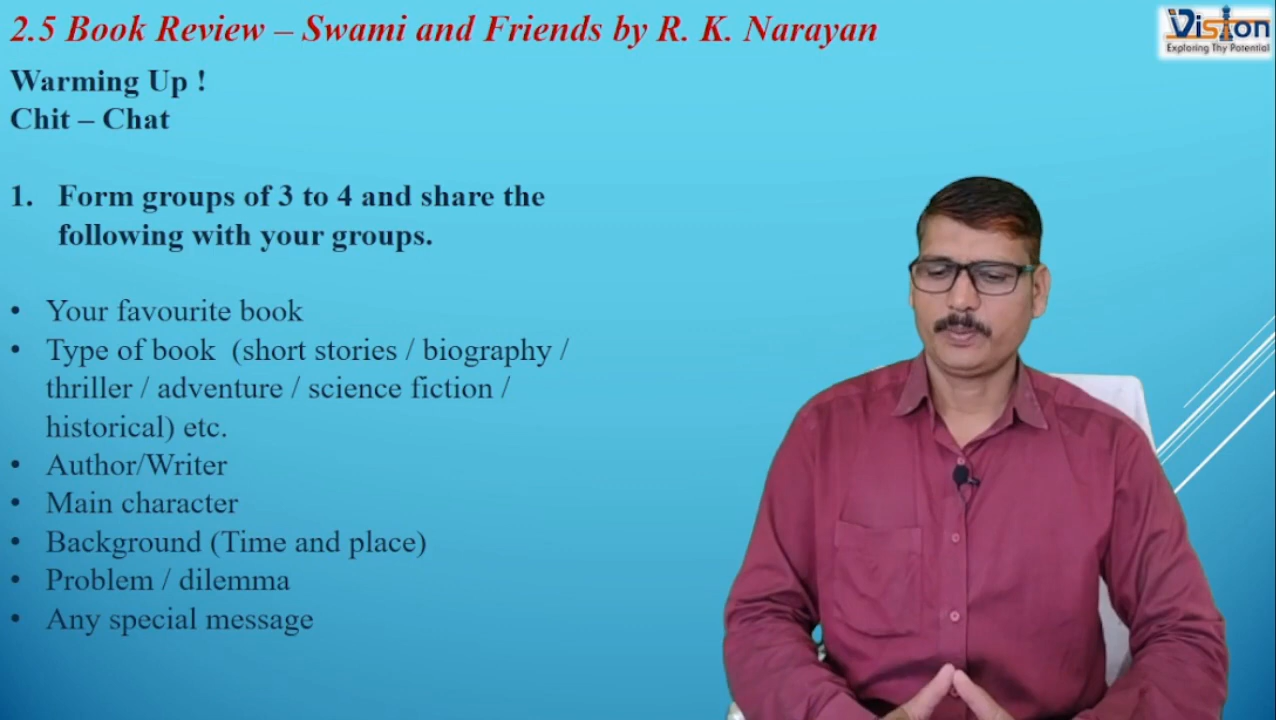 2.5 Book Review – Swami and Friends by R. K. Narayan
Vision
Exploring Thy Potential
Warming Up !
Chit – Chat
1. Form groups of 3 to 4 and share the
following with your groups.
• Your favourite book
• Type of book (short stories / biography /
thriller / adventure / science fiction /
historical) etc.
• Author/Writer
• Main character
• Background (Time and place)
• Problem / dilemma
• Any special message